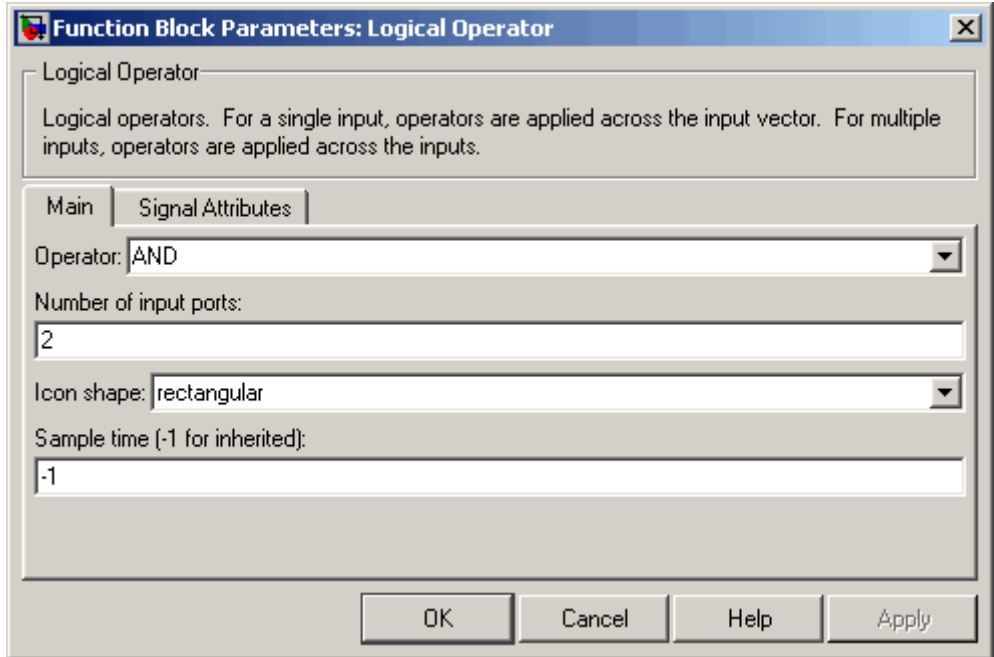 Function Block Parameters: Logical Operator
Logical Operator
Logical operators. For a single input, operators are applied across the input vector. For multiple
inputs, operators are applied across the inputs.
Main Signal Attributes
Operator: AND
Number of input ports:
2
Icon shape: rectangular
Sample time (-1 for inherited):
-1
OK Cancel Help Apply